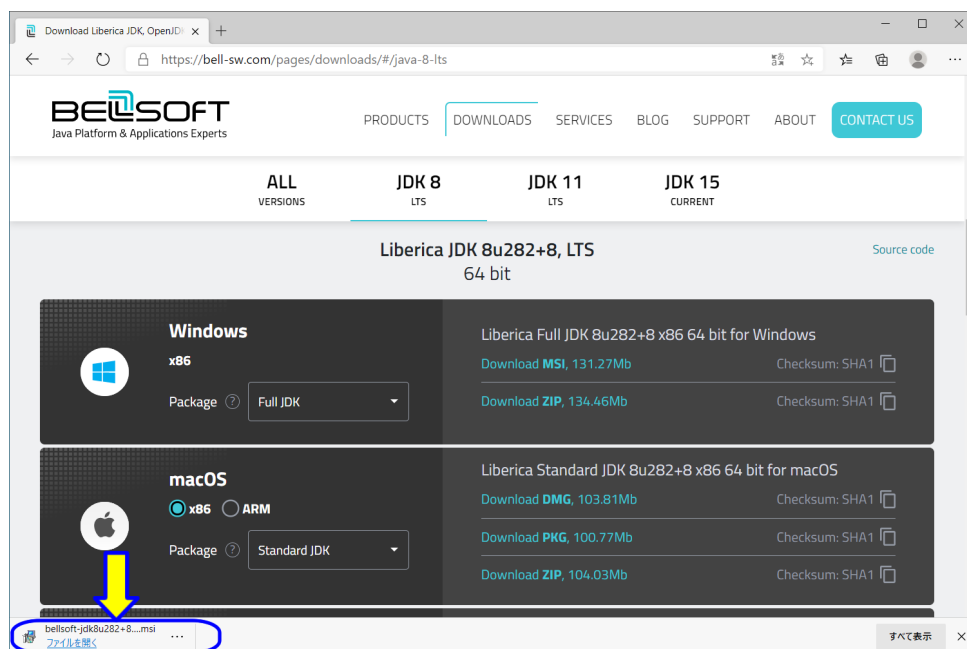 Download Liberica JDK, OpenJD
https://bell-sw.com/pages/downloads/#/java-8-lts
BELLSOFT
Java Platform & Applications Experts
PRODUCTS DOWNLOADS SERVICES BLOG SUPPORT ABOUT CONTACT US
ALL JDK 8 JDK 11 JDK 15
VERSIONS LTS LTS CURRENT
Liberica JDK 8u282+8, LTS
Source code
64 bit
Windows
x86
Package ? Full JDK
Liberica Full JDK 8u282+8 x86 64 bit for Windows
Download MSI, 131.27Mb Checksum: SHA1
Download ZIP, 134.46Mb Checksum: SHA1
macOS
x86 ARM
Package ? Standard JDK
Liberica Standard JDK 8u282+8 x86 64 bit for macOS
Download DMG, 103.81Mb Checksum: SHA1
Download PKG, 100.77Mb Checksum: SHA1
Download ZIP, 104.03Mb Checksum: SHA1
bellsoft-jdk8u282+8....msi
ファイルを開く
すべて表示